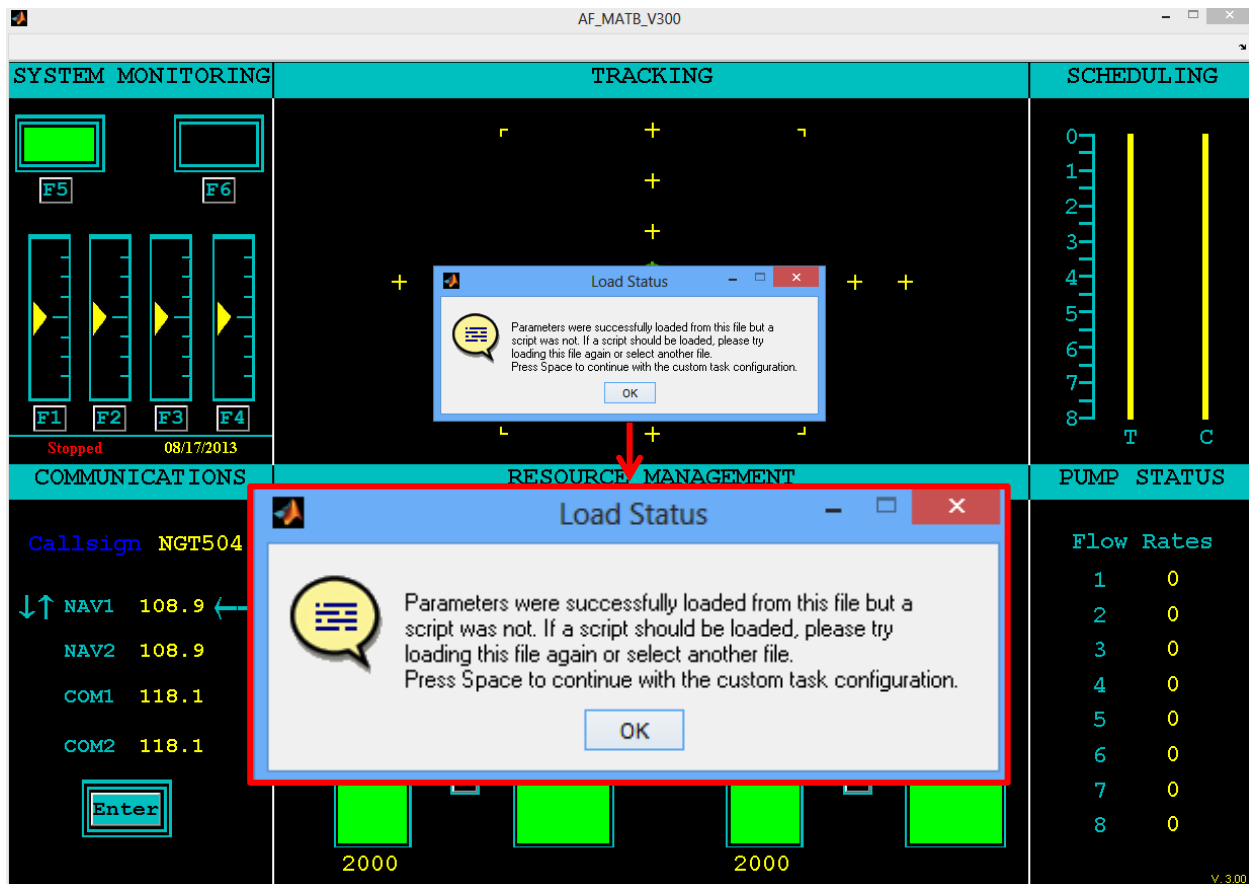 AF_MATB_V300
SYSTEM MONITORING
F5
F6
F1 F2 F3 F4
Stopped 08/17/2013
TRACKING
Load Status
Parameters were successfully loaded from this file but a
script was not. If a script should be loaded, please try
loading this file again or select another file.
Press Space to continue with the custom task configuration.
OK
SCHEDULING
0
1
2
3
4
5
6
7
8
T C
COMMUNICATIONS
Callsign NGT504
NAV1 108.9
NAV2 108.9
COM1 118.1
COM2 118.1
Enter
RESOURCE MANAGEMENT
Load Status
Parameters were successfully loaded from this file but a
script was not. If a script should be loaded, please try
loading this file again or select another file.
Press Space to continue with the custom task configuration.
OK
2000 2000
PUMP STATUS
Flow Rates
1 0
2 0
3 0
4 0
5 0
6 0
7 0
8 0
V. 3.00